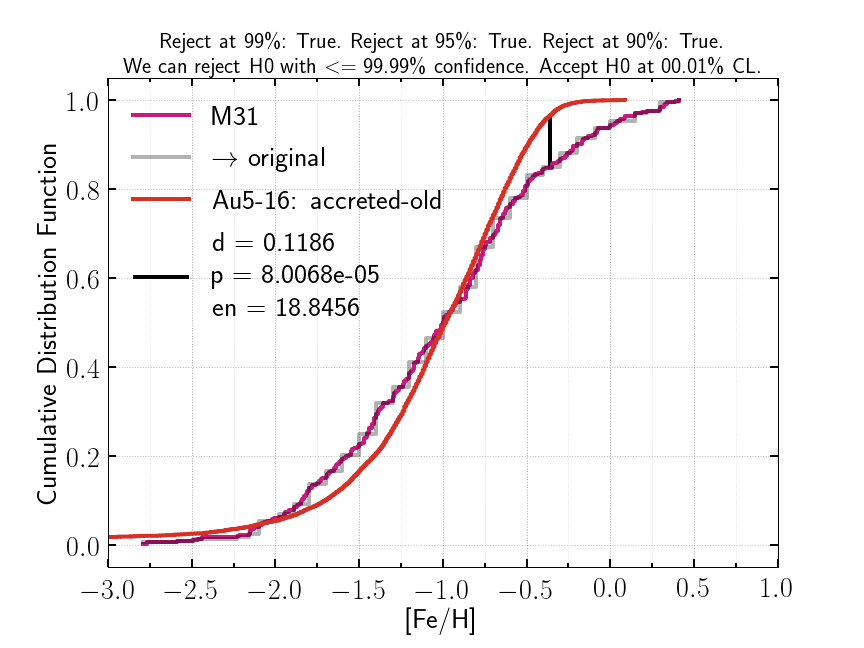 Reject at 99%: True. Reject at 95%: True. Reject at 90%: True.
We can reject H0 with <= 99.99% confidence. Accept H0 at 00.01% CL.
M31
→ original
Au5-16: accreted-old
d = 0.1186
p = 8.0068e-05
en = 18.8456
Cumulative Distribution Function
1.0
0.8
0.6
0.4
0.2
0.0
−3.0 −2.5 −2.0 −1.5 −1.0 −0.5 0.0 0.5 1.0
[Fe/H]